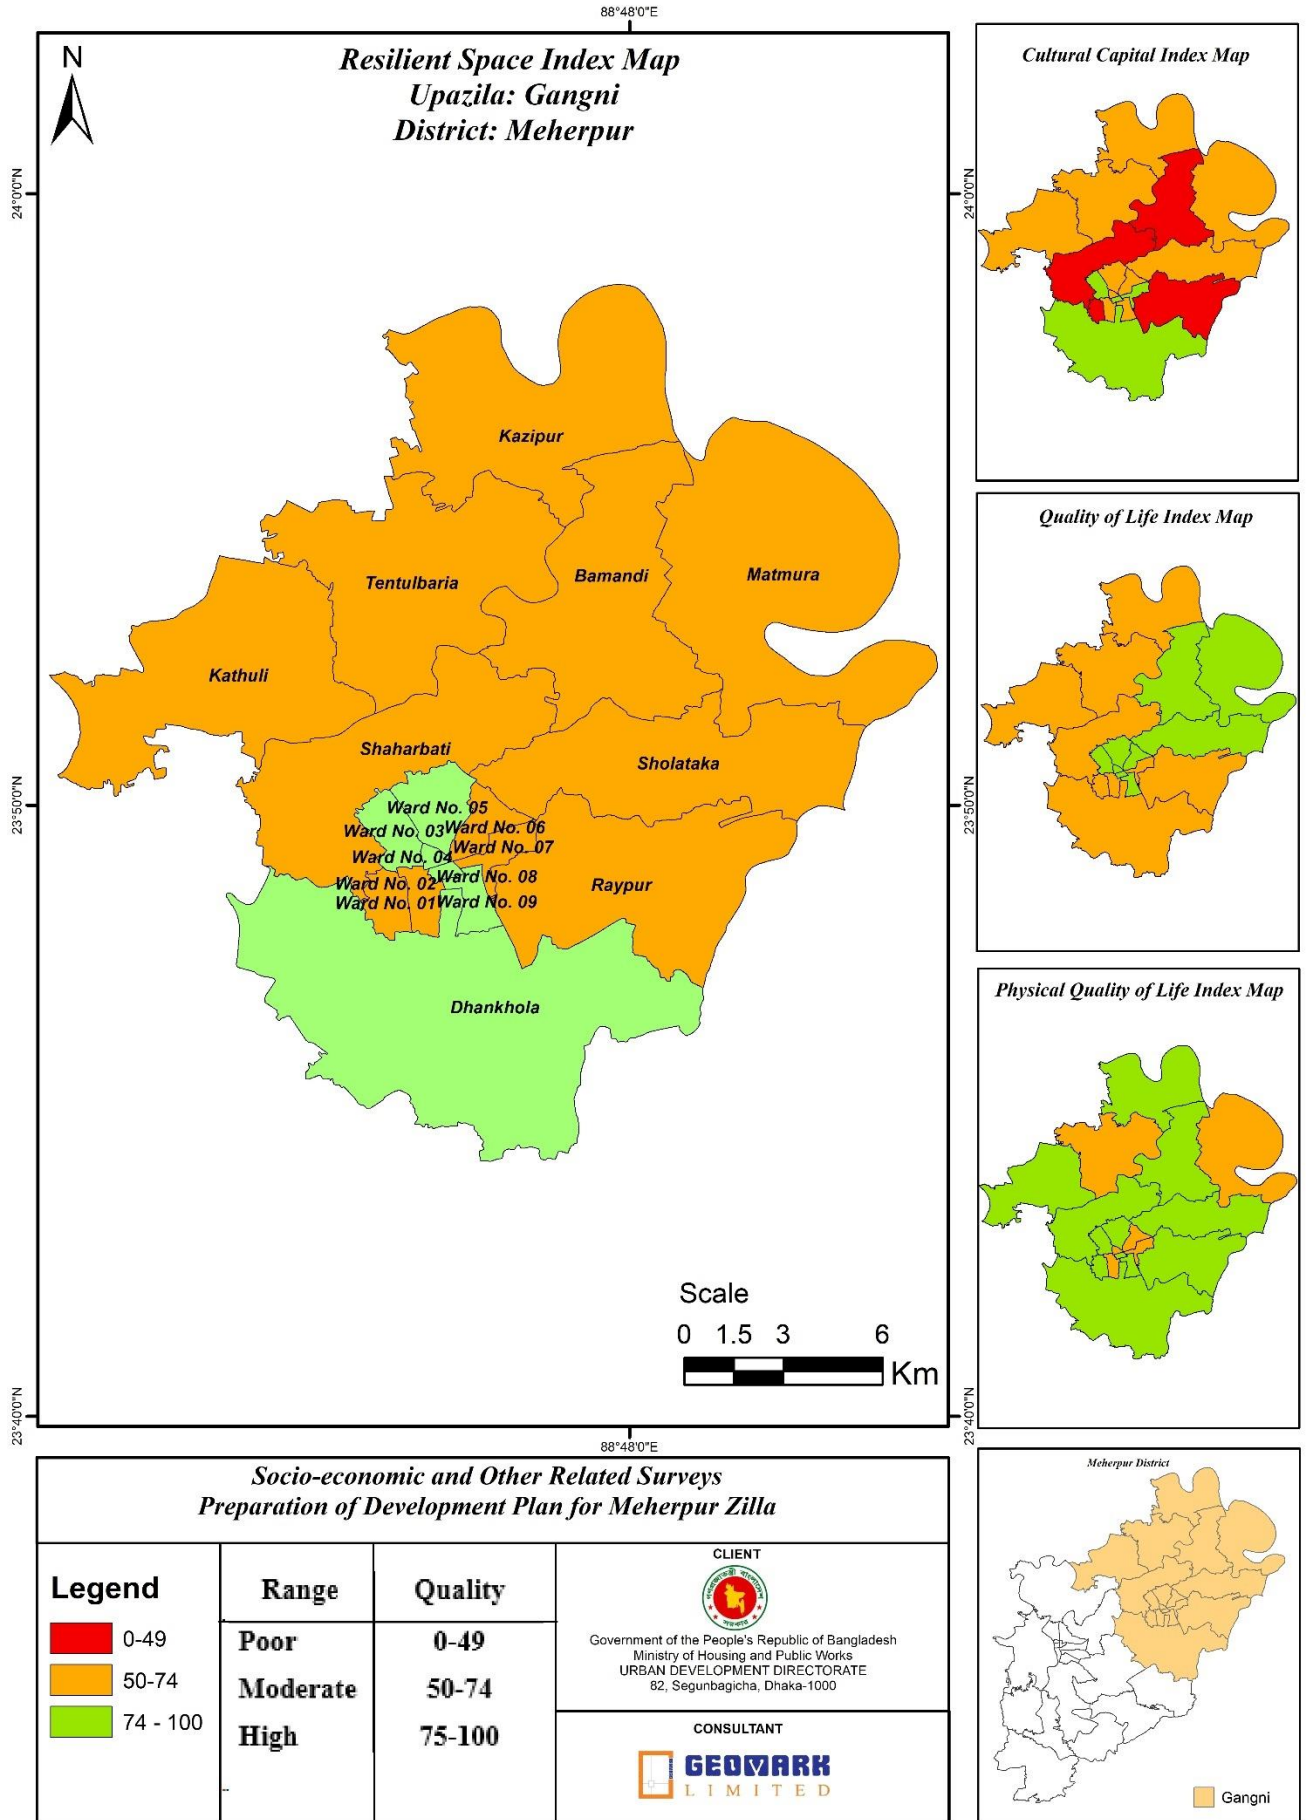 88°48'0"E
N
Resilient Space Index Map
Upazila: Gangni
District: Meherpur
24°0'0"N
24°0'0"N
Kazipur
Tentulbaria
Bamandi
Matmura
Kathuli
Shaharbati
Sholataka
23°50'0"N
23°50'0"N
Ward No. 05
Ward No. 03
Ward No. 06
Ward No. 07
Ward No. 04
Ward No. 08
Ward No. 02
Ward No. 01
Ward No. 09
Raypur
Dhankhola
Scale
0 1.5 3 6
Km
23°40'0"N
23°40'0"N
88°48'0"E
Cultural Capital Index Map
Quality of Life Index Map
Physical Quality of Life Index Map
Meherpur District
Gangni
Socio-economic and Other Related Surveys
Preparation of Development Plan for Meherpur Zilla
Legend
0-49
50-74
74 - 100
Range Quality
Poor 0-49
Moderate 50-74
High 75-100
CLIENT
Government of the People's Republic of Bangladesh
Ministry of Housing and Public Works
URBAN DEVELOPMENT DIRECTORATE
82, Segunbagicha, Dhaka-1000
CONSULTANT
GEOMARK
LIMITED